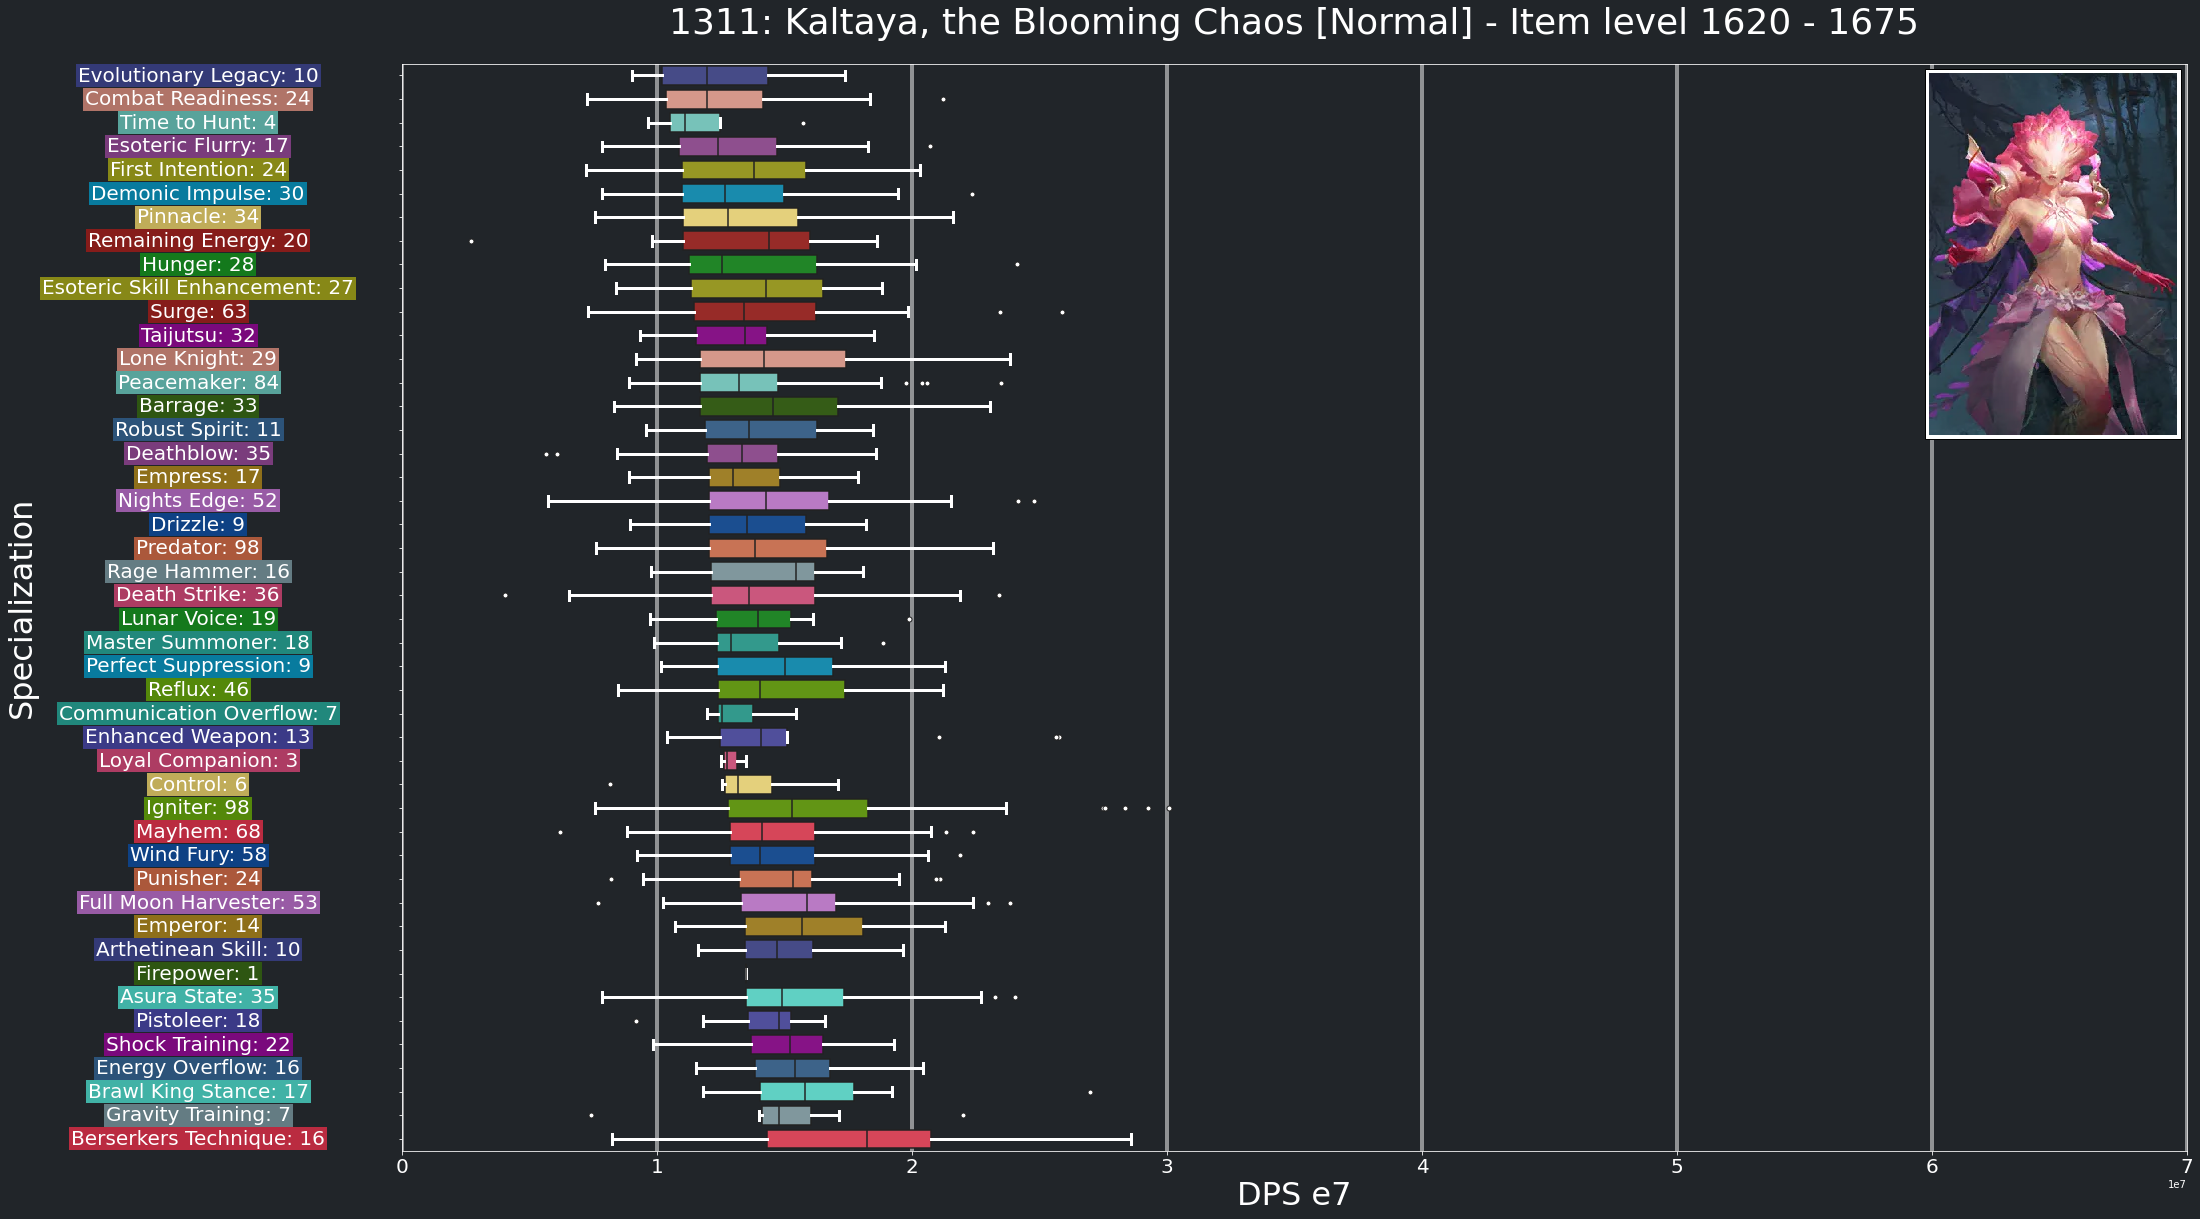 1311: Kaltaya, the Blooming Chaos [Normal] - Item level 1620 - 1675
Evolutionary Legacy: 10
Combat Readiness: 24
Time to Hunt: 4
Esoteric Flurry: 17
First Intention: 24
Demonic Impulse: 30
Pinnacle: 34
Remaining Energy: 20
Hunger: 28
Esoteric Skill Enhancement: 27
Surge: 63
Taijutsu: 32
Lone Knight: 29
Peacemaker: 84
Barrage: 33
Robust Spirit: 11
Deathblow: 35
Empress: 17
Nights Edge: 52
Drizzle: 9
Predator: 98
Rage Hammer: 16
Death Strike: 36
Lunar Voice: 19
Master Summoner: 18
Perfect Suppression: 9
Reflux: 46
Communication Overflow: 7
Enhanced Weapon: 13
Loyal Companion: 3
Control: 6
Igniter: 98
Mayhem: 68
Wind Fury: 58
Punisher: 24
Full Moon Harvester: 53
Emperor: 14
Arthetinean Skill: 10
Firepower: 1
Asura State: 35
Pistoleer: 18
Shock Training: 22
Energy Overflow: 16
Brawl King Stance: 17
Gravity Training: 7
Berserkers Technique: 16
Specialization
0 1 2 3 4 5 6 7
1e7
DPS e7